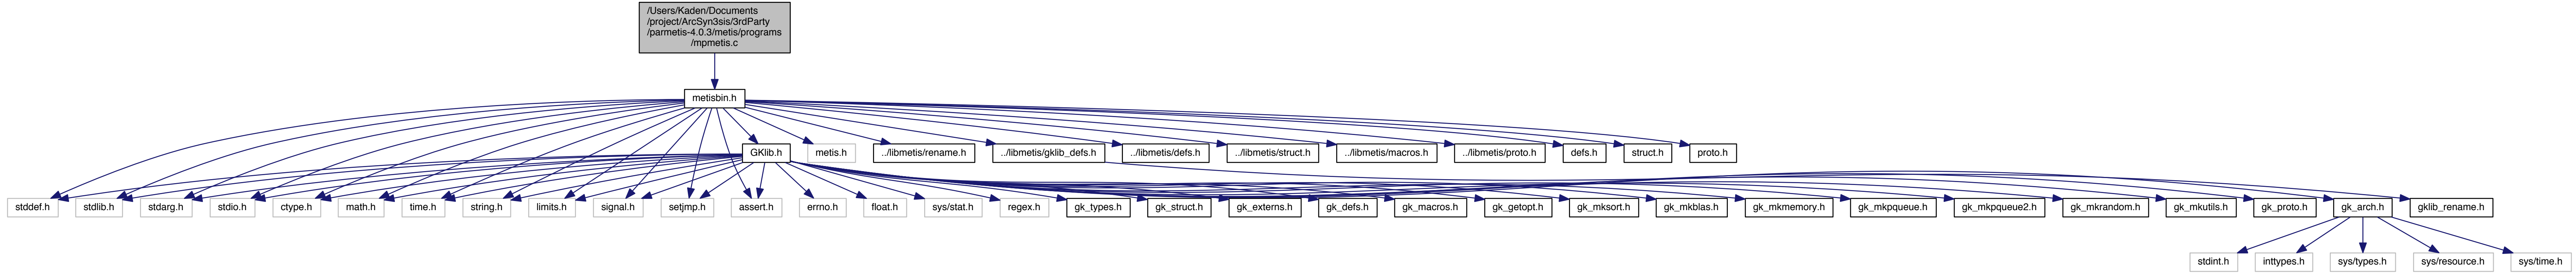 /Users/Kaden/Documents
/project/ArcSyn3sis/3rdParty
/parmetis-4.0.3/metis/programs
/mpmetis.c
metisbin.h
GKlib.h
metis.h
../libmetis/rename.h
../libmetis/gklib_defs.h
../libmetis/defs.h
../libmetis/struct.h
../libmetis/macros.h
../libmetis/proto.h
defs.h
struct.h
proto.h
stddef.h
stdlib.h
stdarg.h
stdio.h
ctype.h
math.h
time.h
string.h
limits.h
signal.h
setjmp.h
assert.h
errno.h
float.h
sys/stat.h
regex.h
gk_types.h
gk_struct.h
gk_externs.h
gk_defs.h
gk_macros.h
gk_getopt.h
gk_mksort.h
gk_mkblas.h
gk_mkmemory.h
gk_mkpqueue.h
gk_mkpqueue2.h
gk_mkrandom.h
gk_mkutils.h
gk_proto.h
gk_arch.h
gklib_rename.h
stdint.h
inttypes.h
sys/types.h
sys/resource.h
sys/time.h